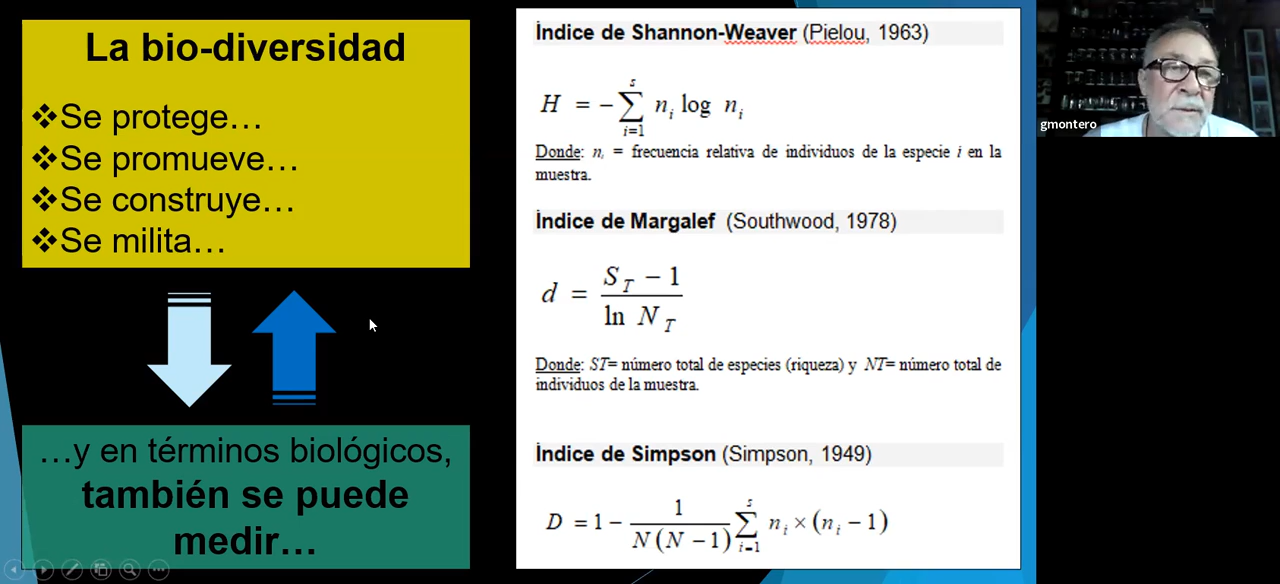 La bio-diversidad
❖Se protege…
❖Se promueve…
❖Se construye…
❖Se milita…
…y en términos biológicos,
también se puede
medir…
Índice de Shannon-Weaver (Pielou, 1963)
H = -∑ᵢ₌₁ˢ nᵢ log nᵢ
Donde: nᵢ = frecuencia relativa de individuos de la especie i en la
muestra.
Índice de Margalef (Southwood, 1978)
d = (S_T − 1) / (ln N_T)
Donde: ST= número total de especies (riqueza) y NT= número total de
individuos de la muestra.
Índice de Simpson (Simpson, 1949)
D = 1 − 1 / (N (N − 1)) ∑ᵢ₌₁ˢ nᵢ × (nᵢ − 1)
gmontero